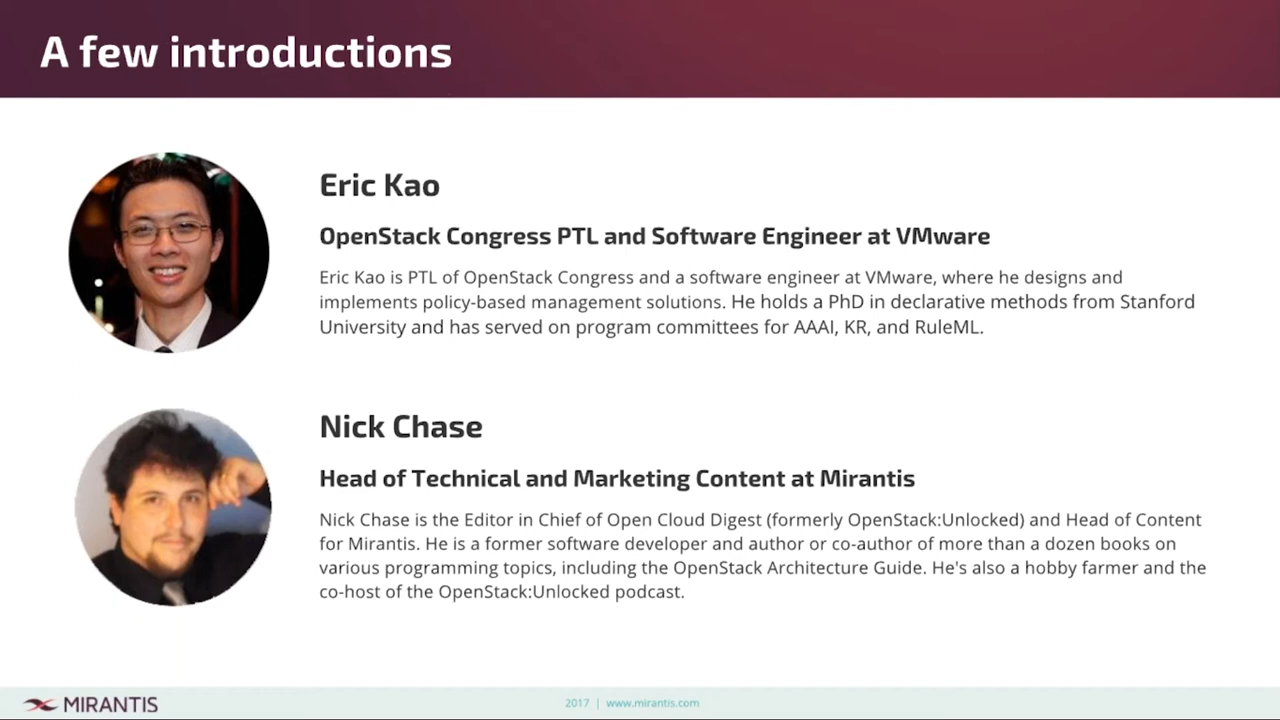 A few introductions
Eric Kao
OpenStack Congress PTL and Software Engineer at VMware
Eric Kao is PTL of OpenStack Congress and a software engineer at VMware, where he designs and
implements policy-based management solutions. He holds a PhD in declarative methods from Stanford
University and has served on program committees for AAAI, KR, and RuleML.
Nick Chase
Head of Technical and Marketing Content at Mirantis
Nick Chase is the Editor in Chief of Open Cloud Digest (formerly OpenStack:Unlocked) and Head of Content
for Mirantis. He is a former software developer and author or co-author of more than a dozen books on
various programming topics, including the OpenStack Architecture Guide. He's also a hobby farmer and the
co-host of the OpenStack:Unlocked podcast.
MIRANTIS
2017 | www.mirantis.com